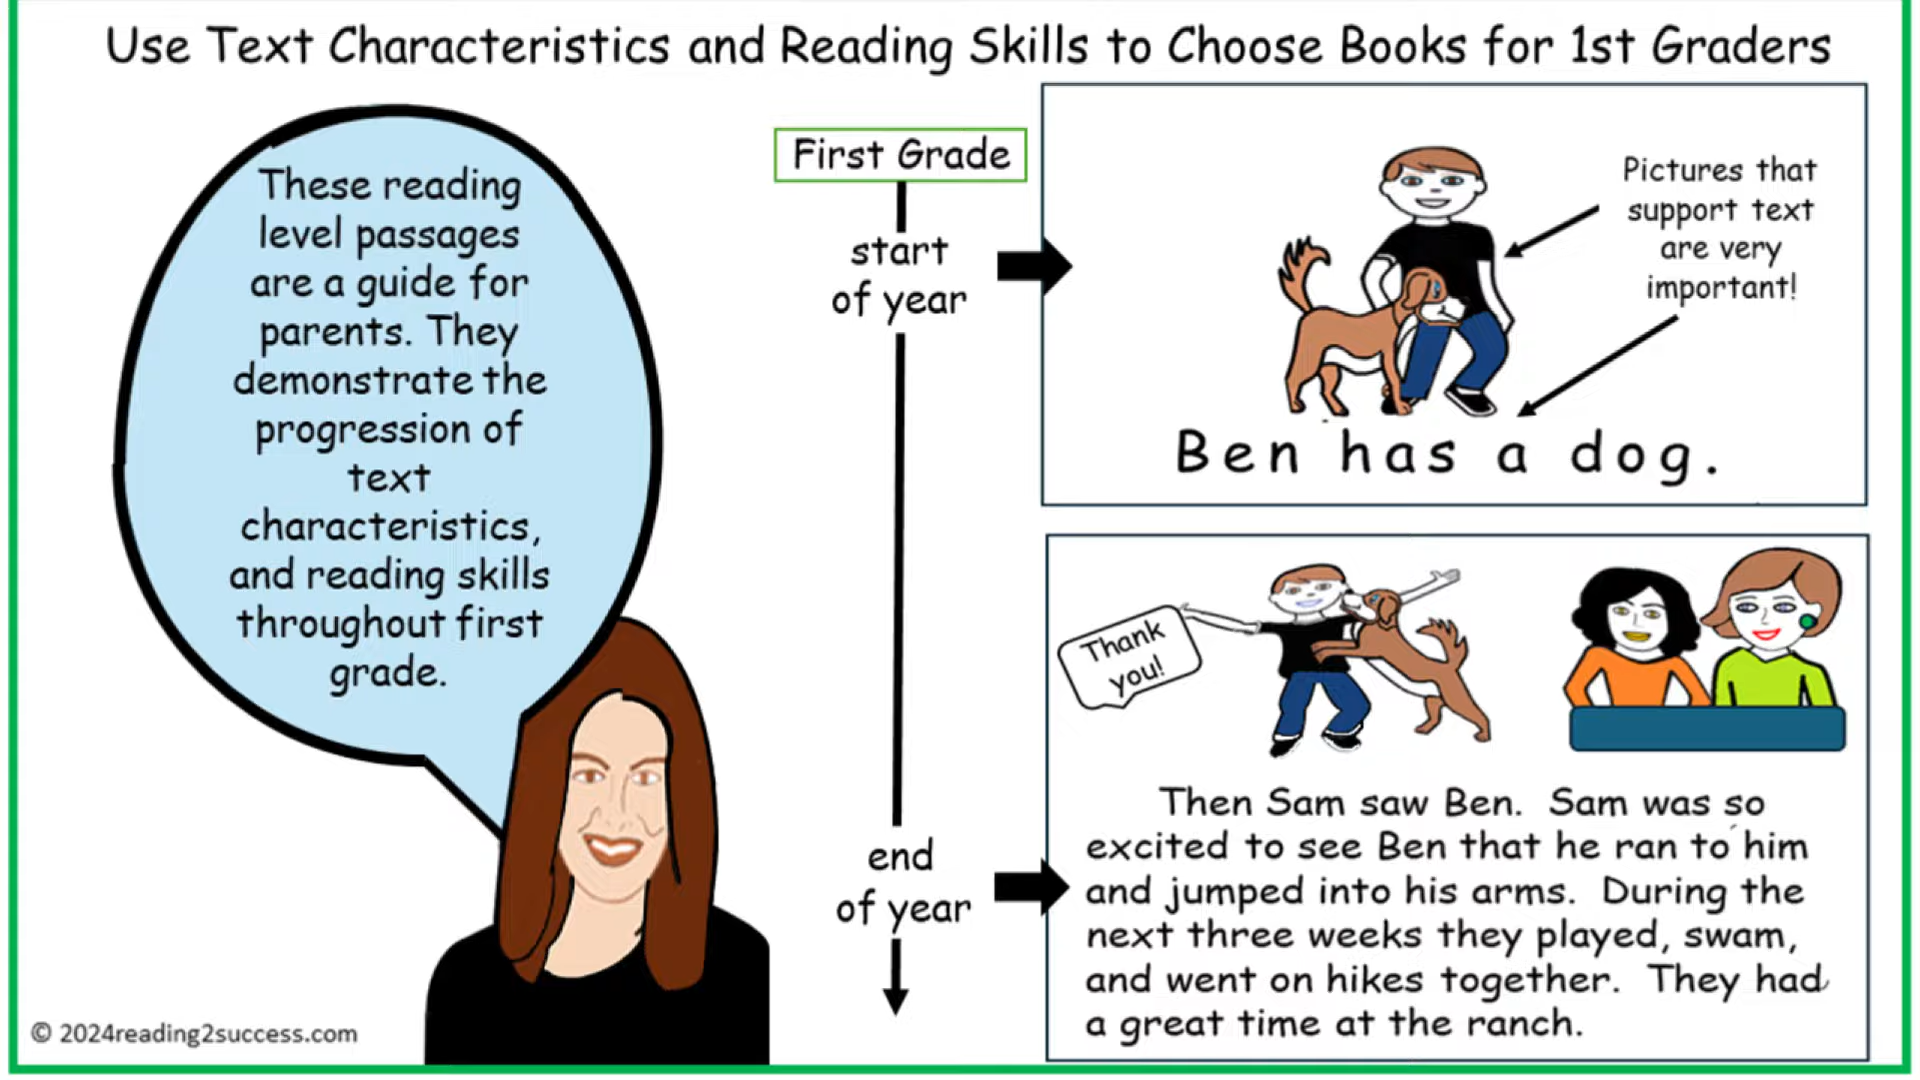 Use Text Characteristics and Reading Skills to Choose Books for 1st Graders
These reading
level passages
are a guide for
parents. They
demonstrate the
progression of
text
characteristics,
and reading skills
throughout first
grade.
First Grade
start
of year
end
of year
Pictures that
support text
are very
important!
Ben has a dog.
Thank
you!
Then Sam saw Ben. Sam was so
excited to see Ben that he ran to him
and jumped into his arms. During the
next three weeks they played, swam,
and went on hikes together. They had
a great time at the ranch.
© 2024reading2success.com